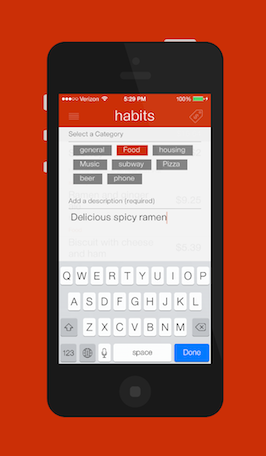 Verizon 5:29 PM 100%
habits
Select a Category
general Food housing
Music subway Pizza
beer phone
Add a description (required)
Delicious spicy ramen
Q W E R T Y U I O P
A S D F G H J K L
Z X C V B N M
123 space Done